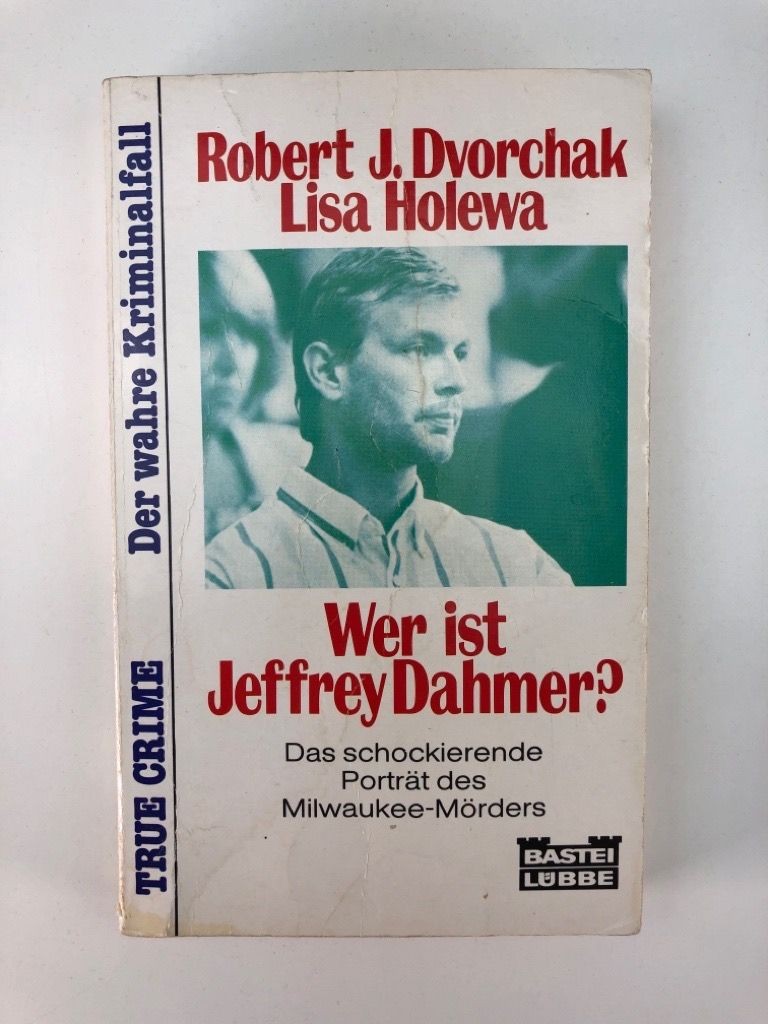 TRUE CRIME Der wahre Kriminalfall
Robert J. Dvorchak
Lisa Holewa
Wer ist
Jeffrey Dahmer?
Das schockierende
Porträt des
Milwaukee-Mörders
BASTEI
LÜBBE